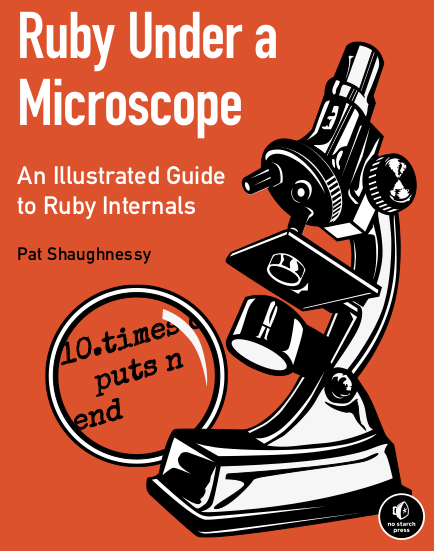 Ruby Under a
Microscope
An Illustrated Guide
to Ruby Internals
Pat Shaughnessy
10.times
puts n
end
no starch
press